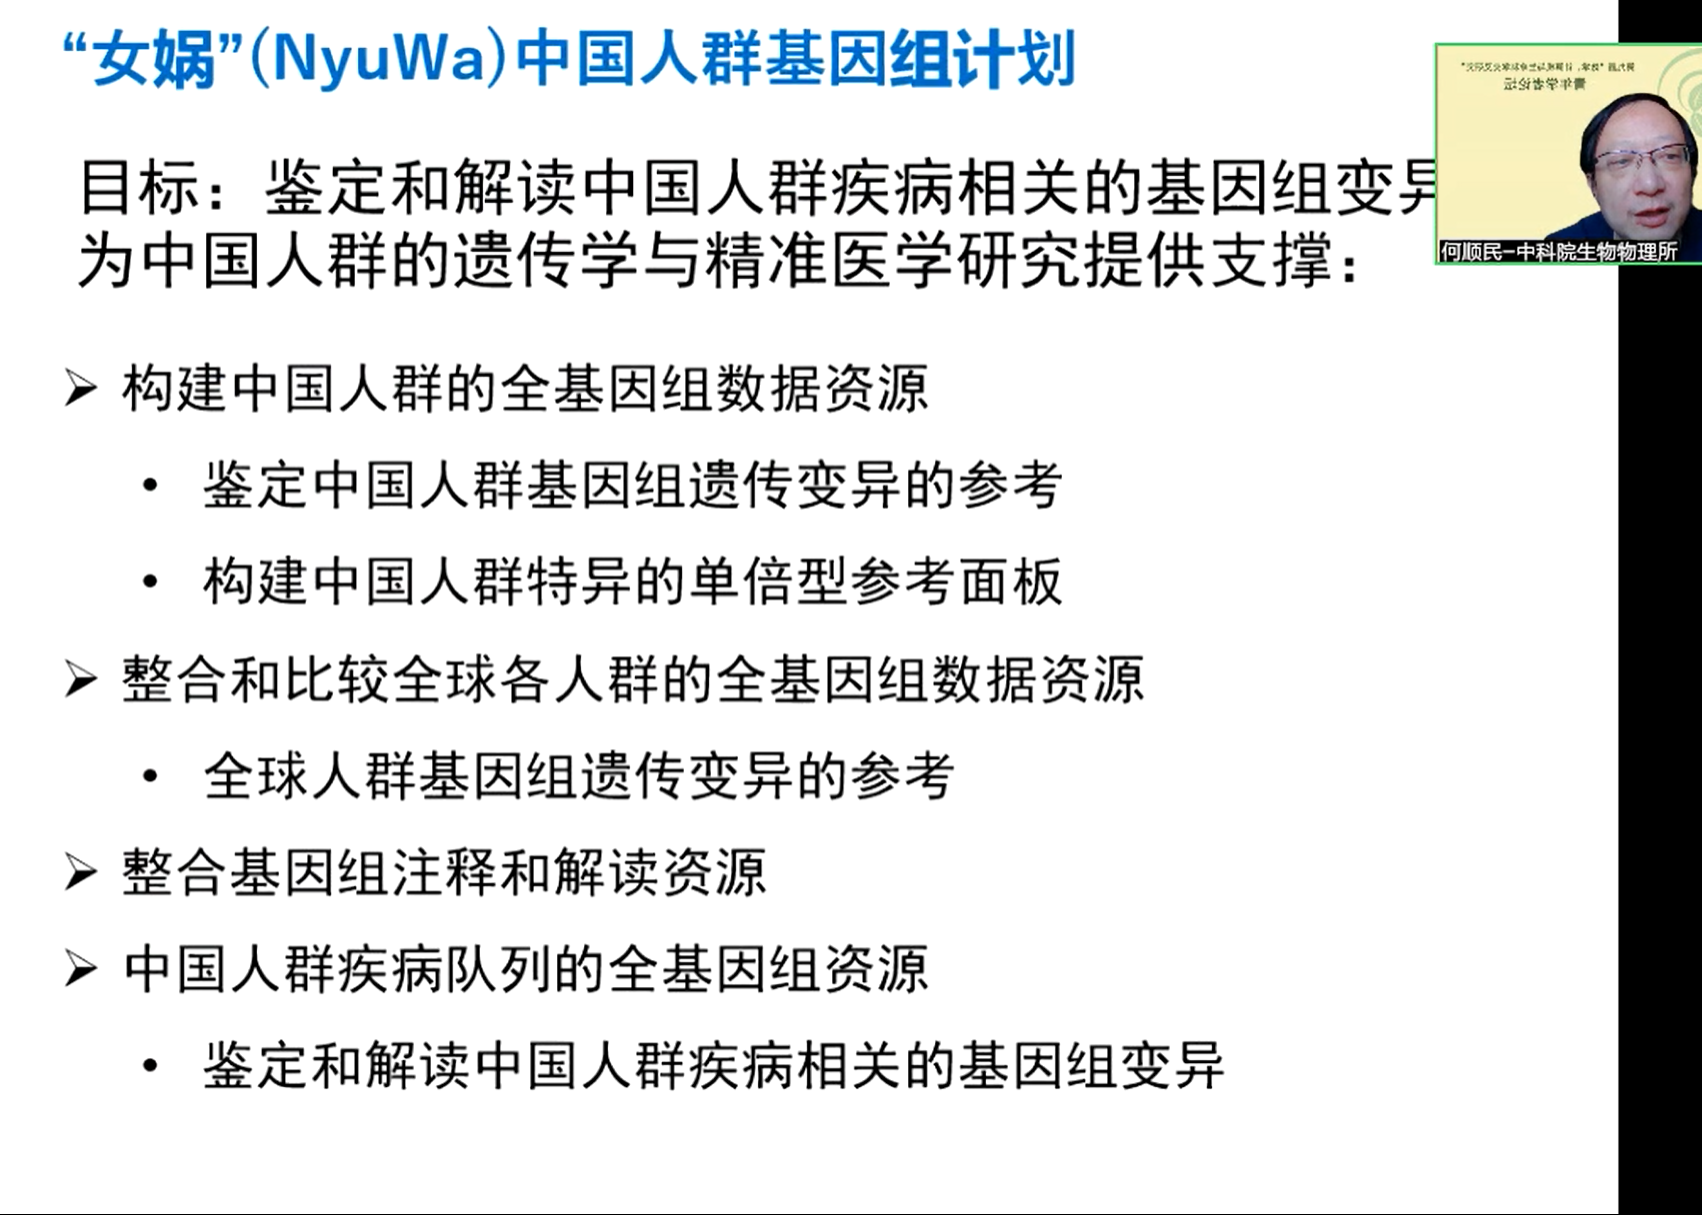 “女娲”(NyuWa)中国人群基因组计划
目标：鉴定和解读中国人群疾病相关的基因组变异
为中国人群的遗传学与精准医学研究提供支撑：
➢ 构建中国人群的全基因组数据资源
• 鉴定中国人群基因组遗传变异的参考
• 构建中国人群特异的单倍型参考面板
➢ 整合和比较全球各人群的全基因组数据资源
• 全球人群基因组遗传变异的参考
➢ 整合基因组注释和解读资源
➢ 中国人群疾病队列的全基因组资源
• 鉴定和解读中国人群疾病相关的基因组变异
青年学者论坛
何顺民-中科院生物物理所